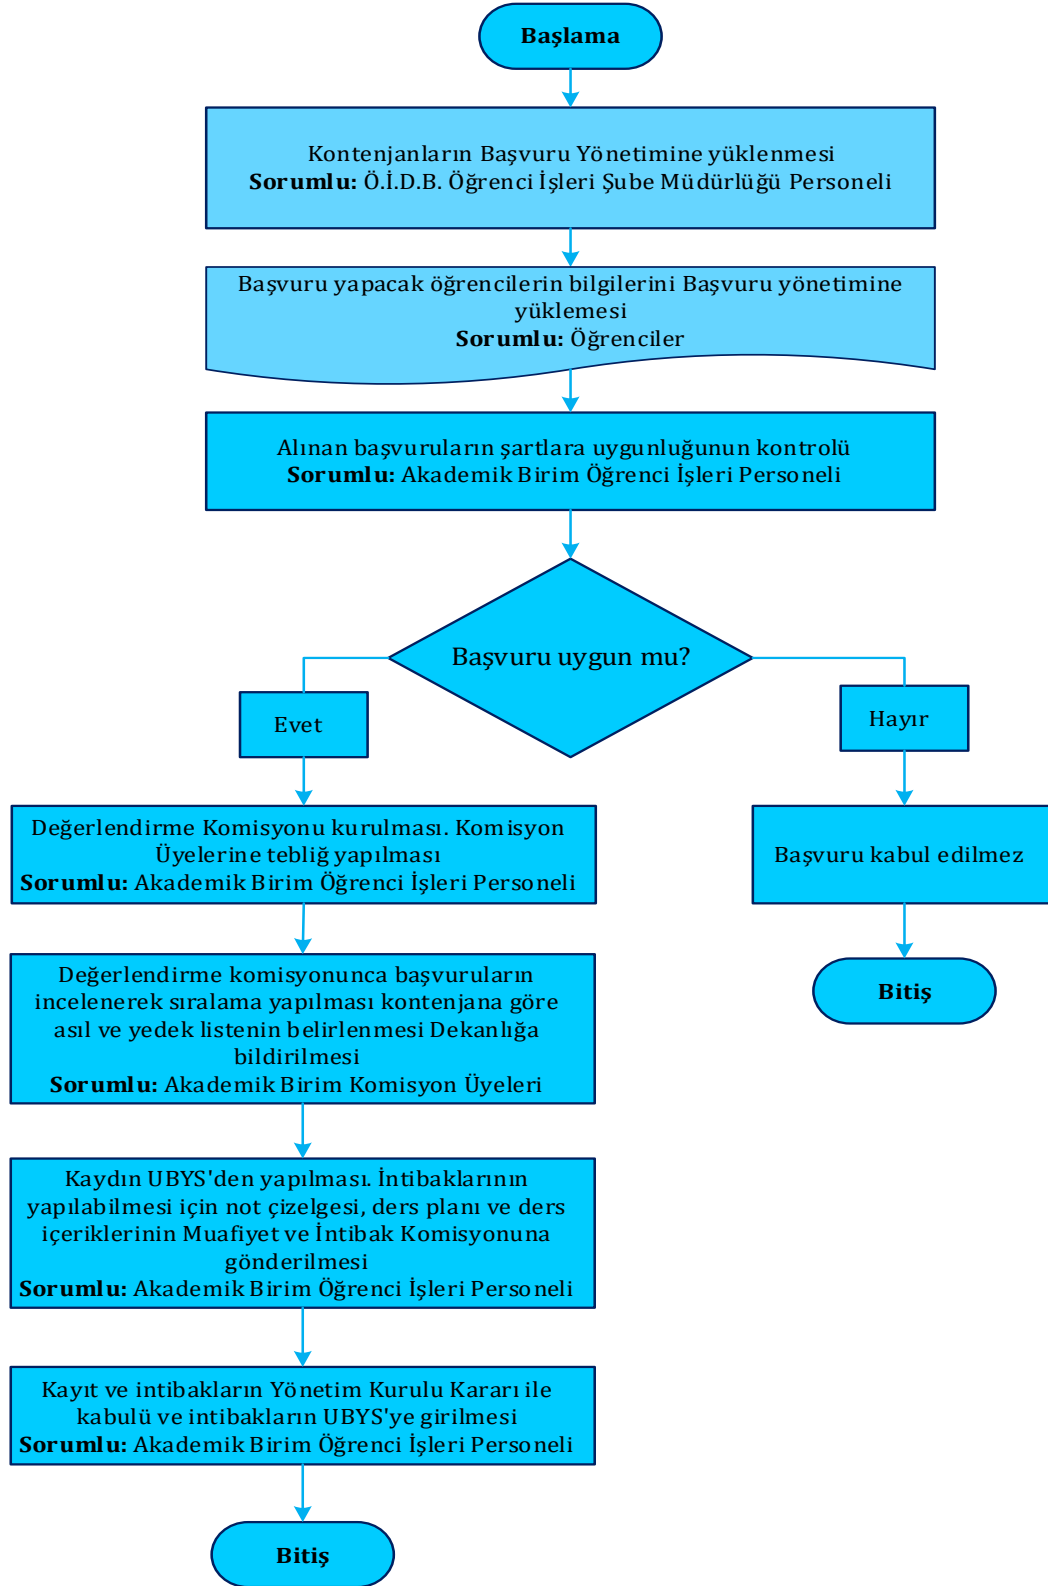 Başlama
Kontenjanların Başvuru Yönetimine yüklenmesi
Sorumlu: Ö.İ.D.B. Öğrenci İşleri Şube Müdürlüğü Personeli
Başvuru yapacak öğrencilerin bilgilerini Başvuru yönetimine
yüklemesi
Sorumlu: Öğrenciler
Alınan başvuruların şartlara uygunluğunun kontrolü
Sorumlu: Akademik Birim Öğrenci İşleri Personeli
Başvuru uygun mu?
Evet
Hayır
Değerlendirme Komisyonu kurulması. Komisyon
Üyelerine tebliğ yapılması
Sorumlu: Akademik Birim Öğrenci İşleri Personeli
Başvuru kabul edilmez
Bitiş
Değerlendirme komisyonunca başvuruların
incelenerek sıralama yapılması kontenjana göre
asıl ve yedek listenin belirlenmesi Dekanlığa
bildirilmesi
Sorumlu: Akademik Birim Komisyon Üyeleri
Kaydın UBYS'den yapılması. İntibaklarının
yapılabilmesi için not çizelgesi, ders planı ve ders
içeriklerinin Muafiyet ve İntibak Komisyonuna
gönderilmesi
Sorumlu: Akademik Birim Öğrenci İşleri Personeli
Kayıt ve intibakların Yönetim Kurulu Kararı ile
kabulü ve intibakların UBYS'ye girilmesi
Sorumlu: Akademik Birim Öğrenci İşleri Personeli
Bitiş